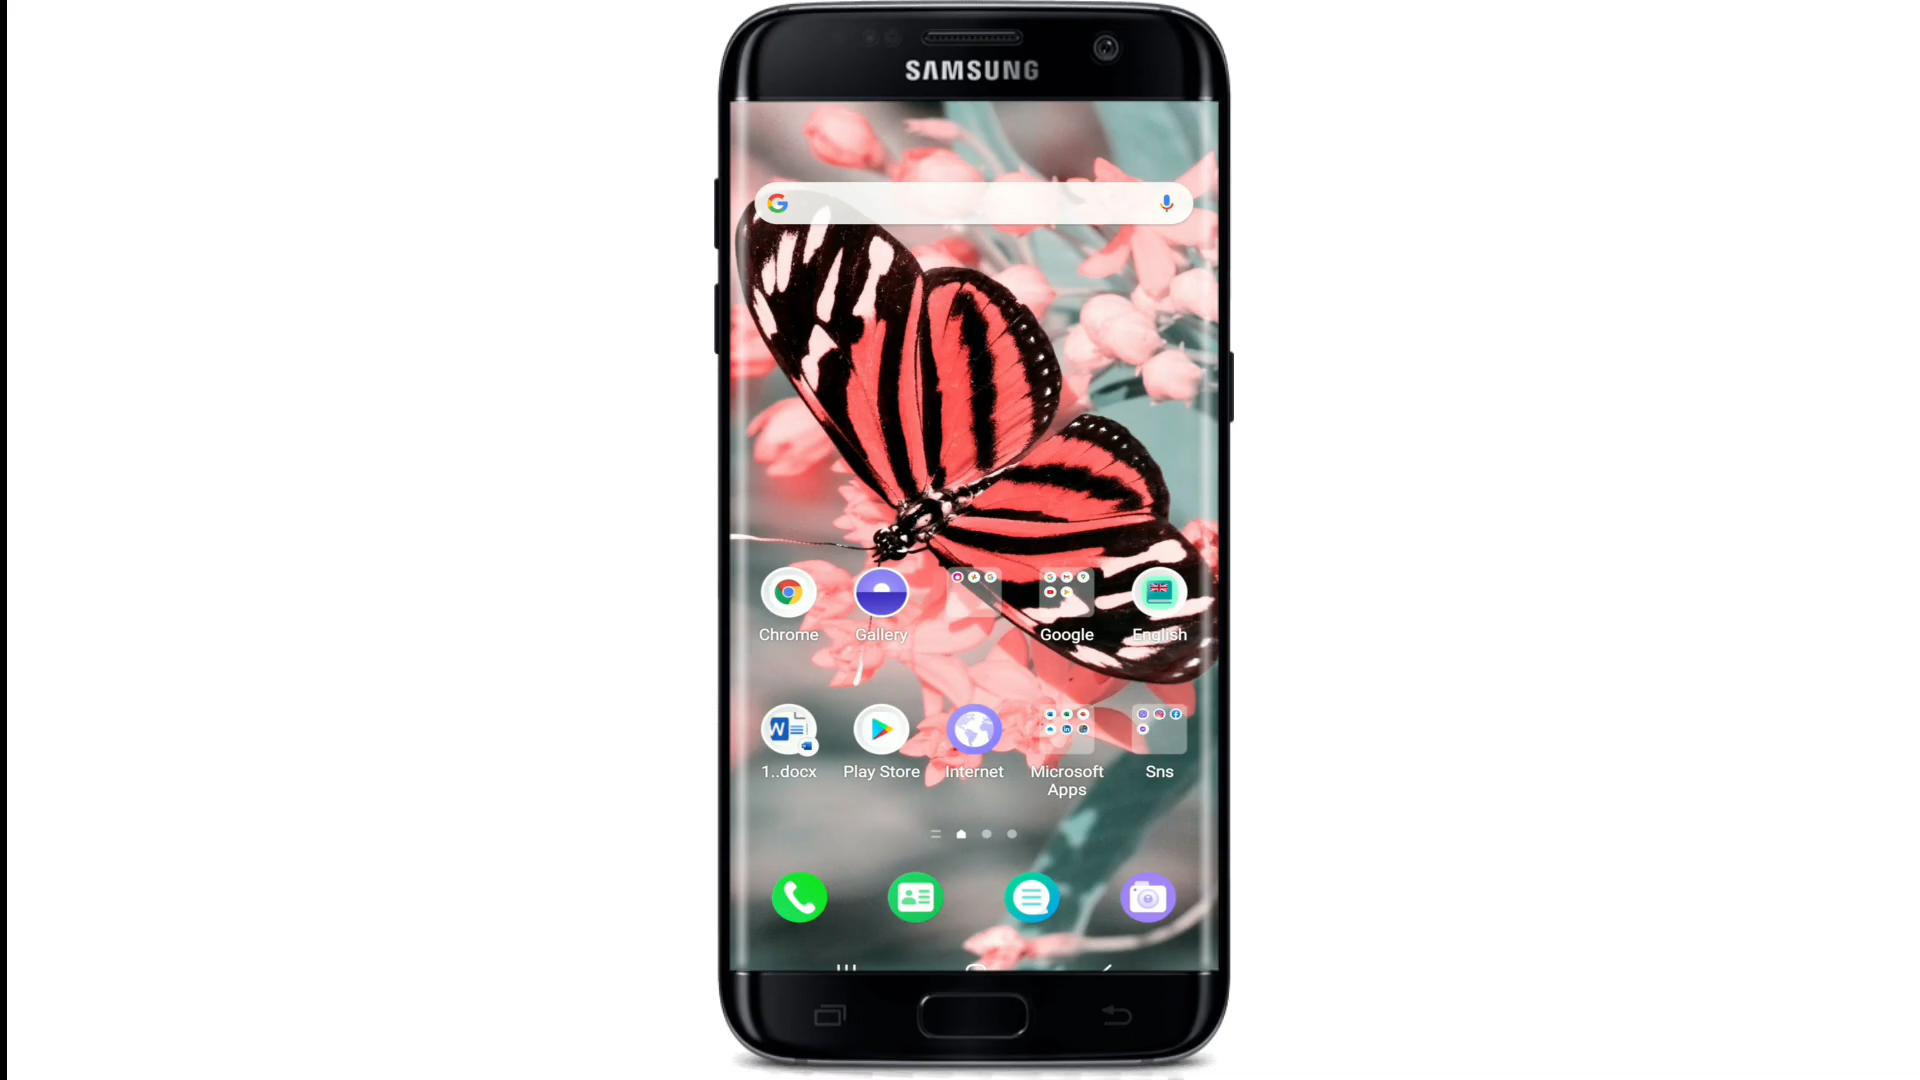 SAMSUNG
Chrome
Gallery
Google
English
1..docx
Play Store
Internet
Microsoft
Apps
Sns